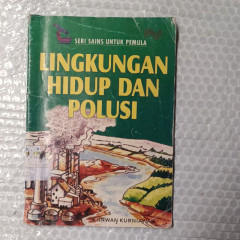 SERI SAINS UNTUK PEMULA
LINGKUNGAN
HIDUP DAN
POLUSI